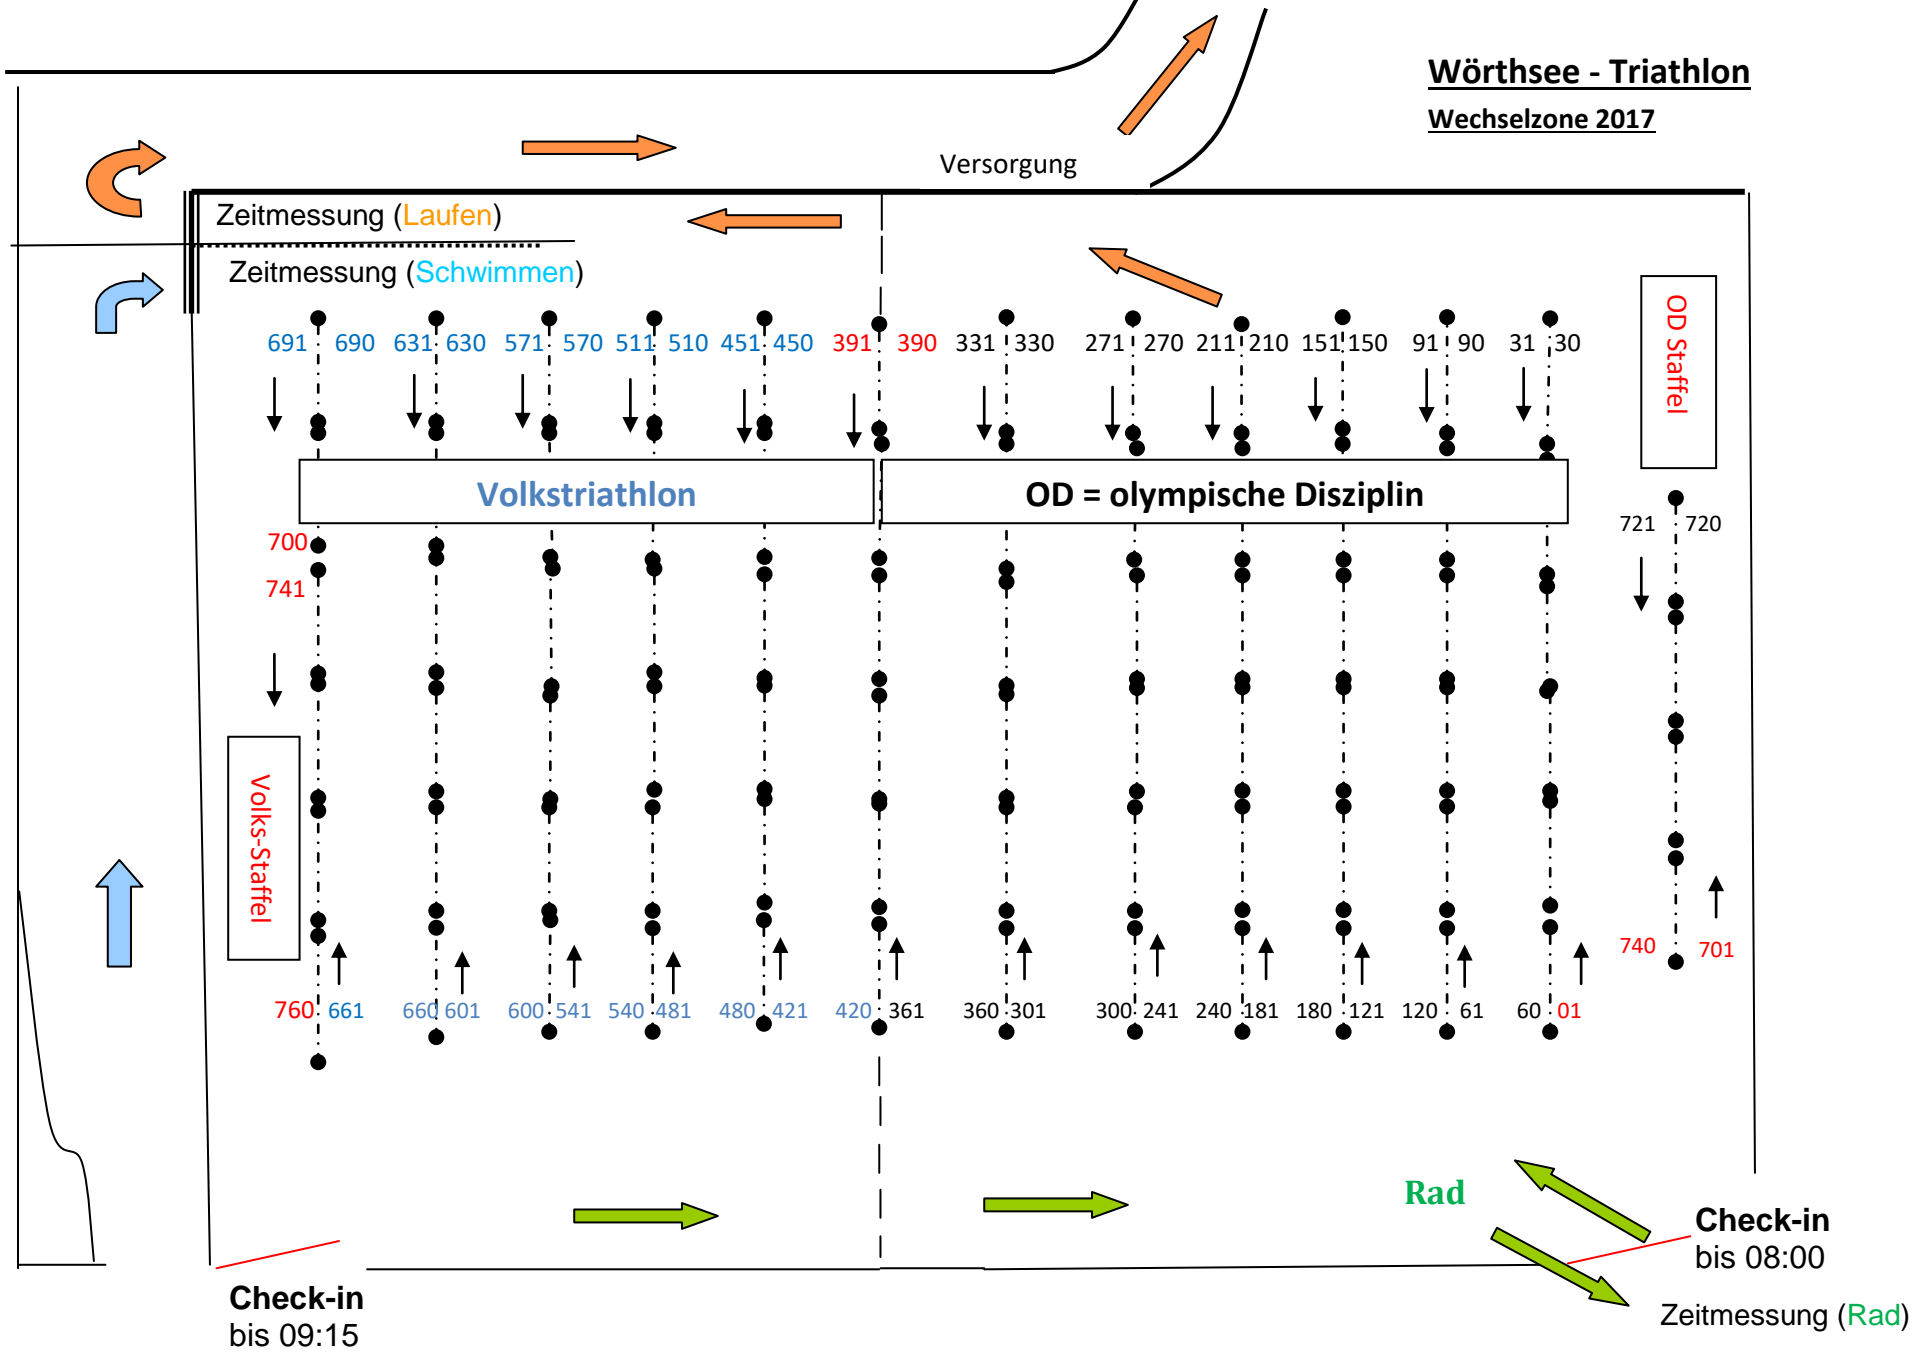 Wörthsee - Triathlon
Wechselzone 2017
Versorgung
Zeitmessung (Laufen)
Zeitmessung (Schwimmen)
691 690 631 630 571 570 511 510 451 450 391 390 331 330 271 270 211 210 151 150 91 90 31 30
OD Staffel
Volkstriathlon
OD = olympische Disziplin
721 720
700
741
Volks-Staffel
740 701
760 661 660 601 600 541 540 481 480 421 420 361 360 301 300 241 240 181 180 121 120 61 60 01
Rad
Check-in
bis 08:00
Zeitmessung (Rad)
Check-in
bis 09:15